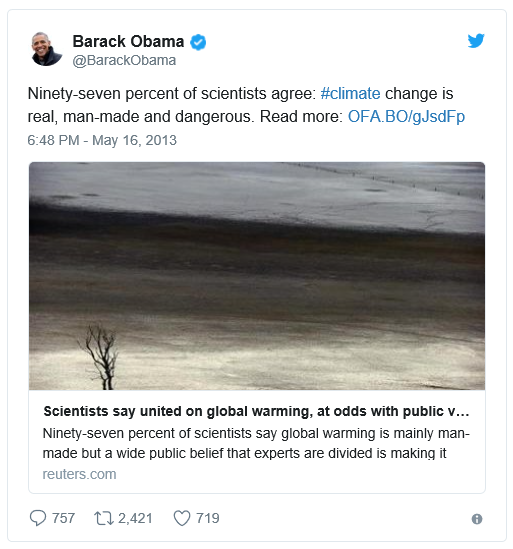 Barack Obama
@BarackObama
Ninety-seven percent of scientists agree: #climate change is
real, man-made and dangerous. Read more: OFA.BO/gJsdFp
6:48 PM - May 16, 2013
Scientists say united on global warming, at odds with public v...
Ninety-seven percent of scientists say global warming is mainly man-
made but a wide public belief that experts are divided is making it
reuters.com
757 2,421 719